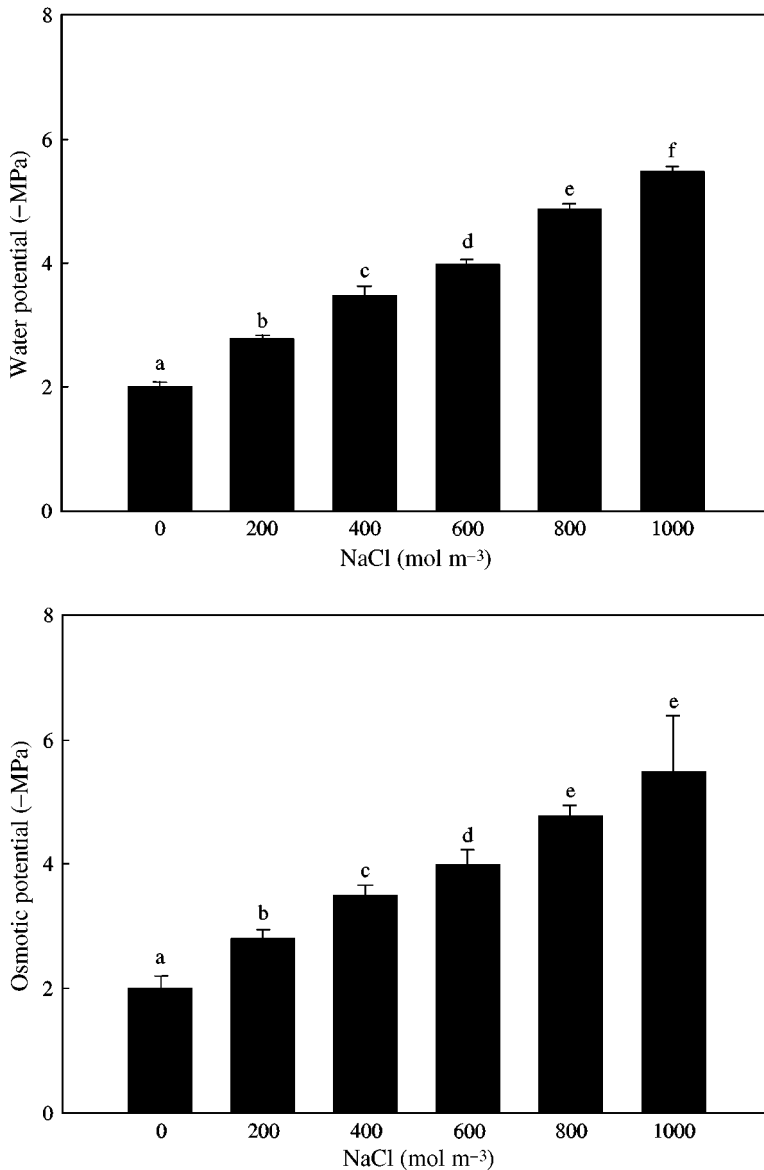 8
6
4
2
0
Water potential (−MPa)
a
b
c
d
e
f
0 200 400 600 800 1000
NaCl (mol m⁻³)
8
6
4
2
0
Osmotic potential (−MPa)
a
b
c
d
e
e
0 200 400 600 800 1000
NaCl (mol m⁻³)